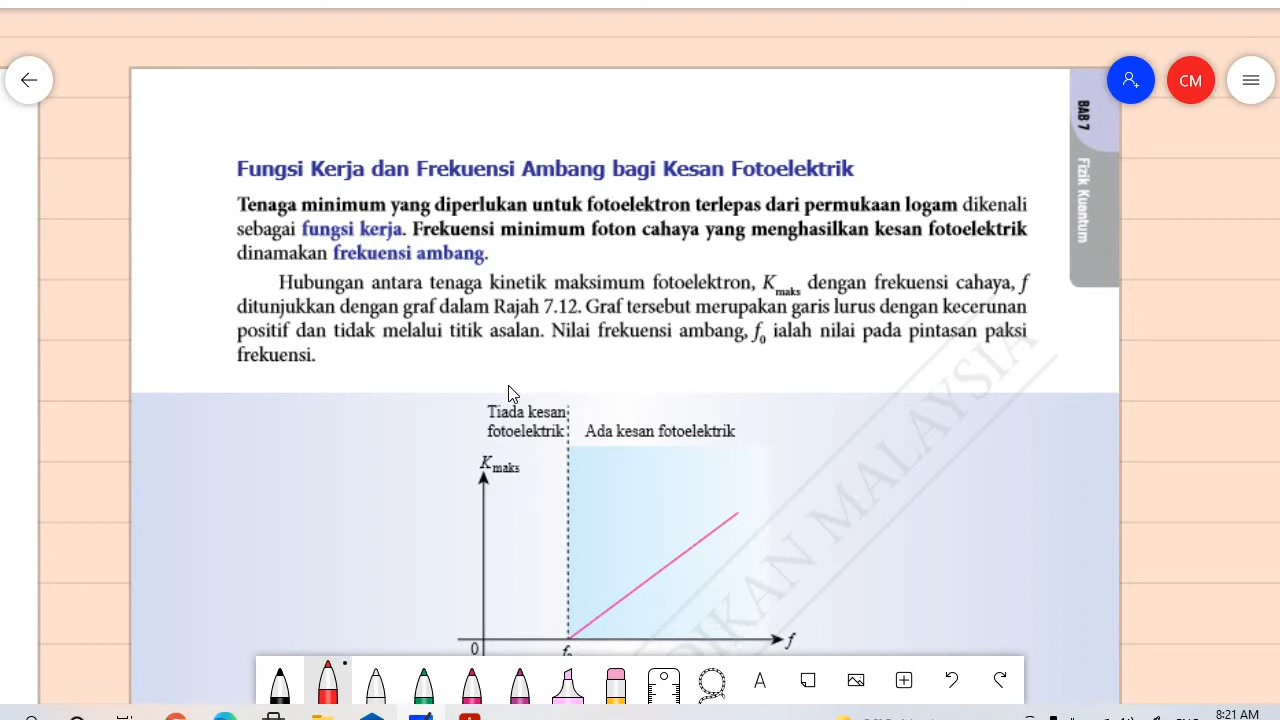 CM
BAB 7
Fizik Kuantum
Fungsi Kerja dan Frekuensi Ambang bagi Kesan Fotoelektrik
Tenaga minimum yang diperlukan untuk fotoelektron terlepas dari permukaan logam dikenali
sebagai fungsi kerja. Frekuensi minimum foton cahaya yang menghasilkan kesan fotoelektrik
dinamakan frekuensi ambang.
Hubungan antara tenaga kinetik maksimum fotoelektron, Kmaks dengan frekuensi cahaya, f
ditunjukkan dengan graf dalam Rajah 7.12. Graf tersebut merupakan garis lurus dengan kecerunan
positif dan tidak melalui titik asalan. Nilai frekuensi ambang, f0 ialah nilai pada pintasan paksi
frekuensi.
Tiada kesan
fotoelektrik
Ada kesan fotoelektrik
Kmaks
0
f
DIKAN MALAYSIA
A
8:21 AM